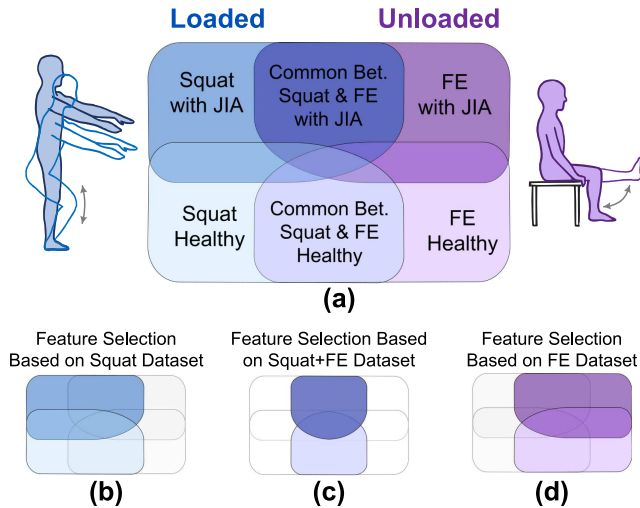 Loaded
Unloaded
Squat
with JIA
Common Bet.
Squat & FE
with JIA
FE
with JIA
Squat
Healthy
Common Bet.
Squat & FE
Healthy
FE
Healthy
(a)
Feature Selection
Based on Squat Dataset
Feature Selection Based
on Squat+FE Dataset
Feature Selection
Based on FE Dataset
(b)
(c)
(d)